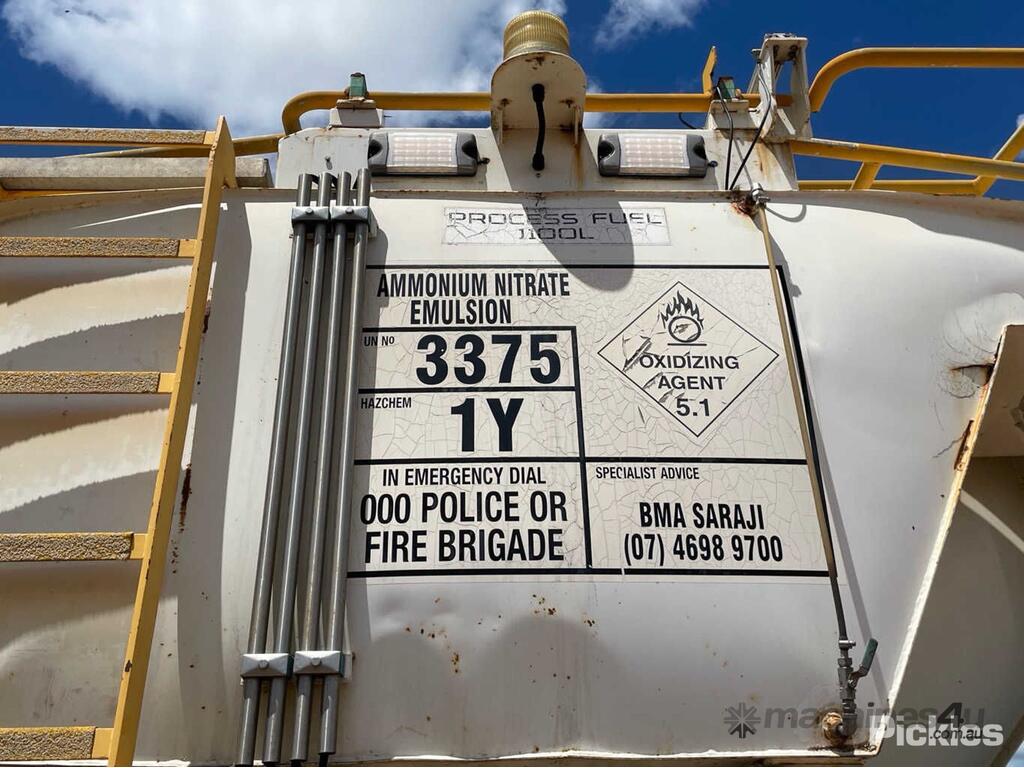 PROCESS FUEL
1100L
AMMONIUM NITRATE
EMULSION
UN No
3375
HAZCHEM
1Y
OXIDIZING
AGENT
5.1
IN EMERGENCY DIAL
000 POLICE OR
FIRE BRIGADE
SPECIALIST ADVICE
BMA SARAJI
(07) 4698 9700
machines4u
.com.au
Pickles